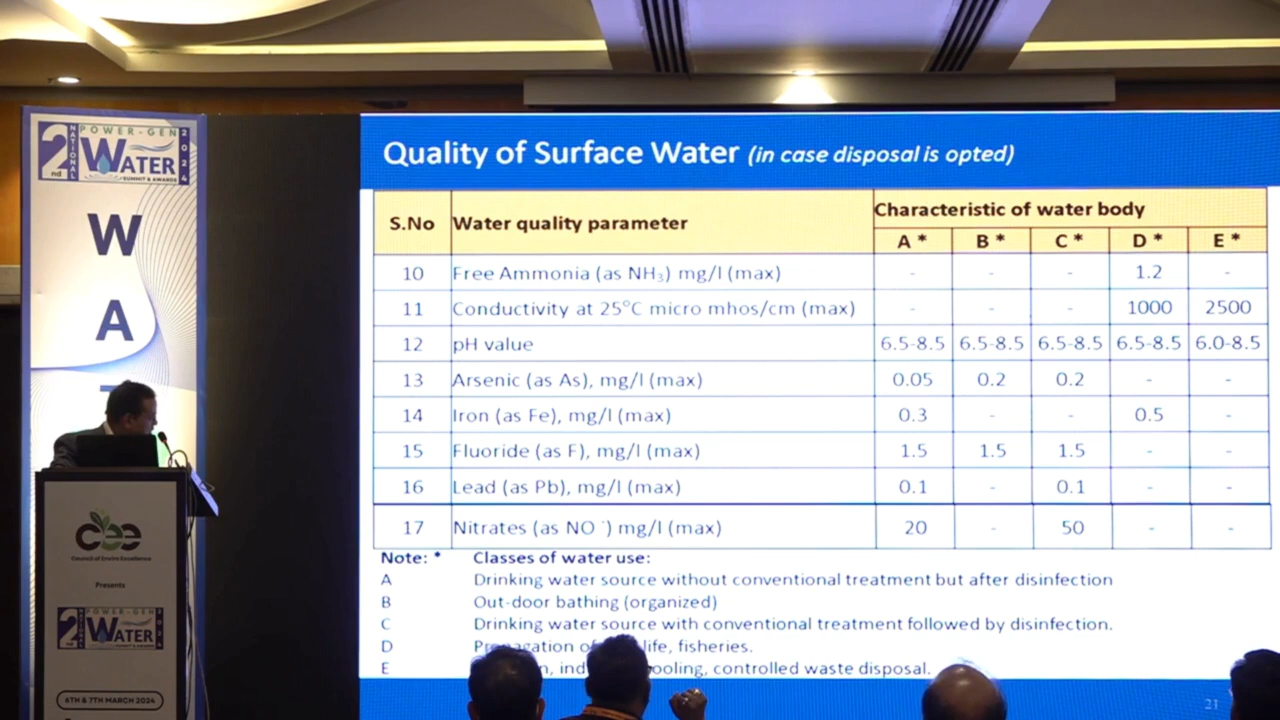 2 nd NATIONAL POWER-GEN WATER SUMMIT & AWARDS 2024
W
A
Quality of Surface Water (in case disposal is opted)
S.No Water quality parameter Characteristic of water body
A * B * C * D * E *
10 Free Ammonia (as NH₃) mg/l (max) - - - 1.2 -
11 Conductivity at 25°C micro mhos/cm (max) - - - 1000 2500
12 pH value 6.5-8.5 6.5-8.5 6.5-8.5 6.5-8.5 6.0-8.5
13 Arsenic (as As), mg/l (max) 0.05 0.2 0.2 - -
14 Iron (as Fe), mg/l (max) 0.3 - - 0.5 -
15 Fluoride (as F), mg/l (max) 1.5 1.5 1.5 - -
16 Lead (as Pb), mg/l (max) 0.1 - 0.1 - -
17 Nitrates (as NO ⁻) mg/l (max) 20 - 50 - -
Note: * Classes of water use:
A Drinking water source without conventional treatment but after disinfection
B Out-door bathing (organized)
C Drinking water source with conventional treatment followed by disinfection.
D life, fisheries.
E controlled waste disposal.
21
cee
Council of Enviro Excellence
Presents
2 nd POWER-GEN WATER
6TH & 7TH MARCH 2024